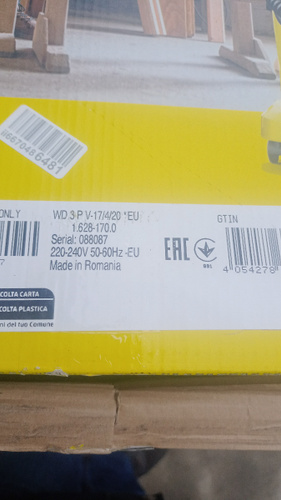 6481
ONLY
WD 3 P V-17/4/20 *EU
1.628-170.0
Serial: 088087
220-240V 50-60Hz -EU
Made in Romania
GTIN
EAC
4 054278
COLTA CARTA
COLTA PLASTICA
ni del tuo Comune